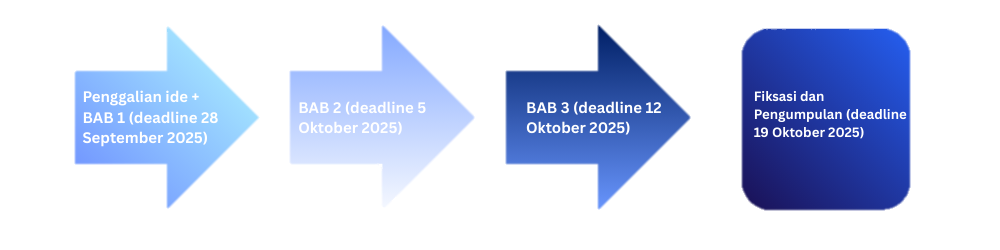 Penggalian ide +
BAB 1 (deadline 28
September 2025)
BAB 2 (deadline 5
Oktober 2025)
BAB 3 (deadline 12
Oktober 2025)
Fiksasi dan
Pengumpulan (deadline
19 Oktober 2025)